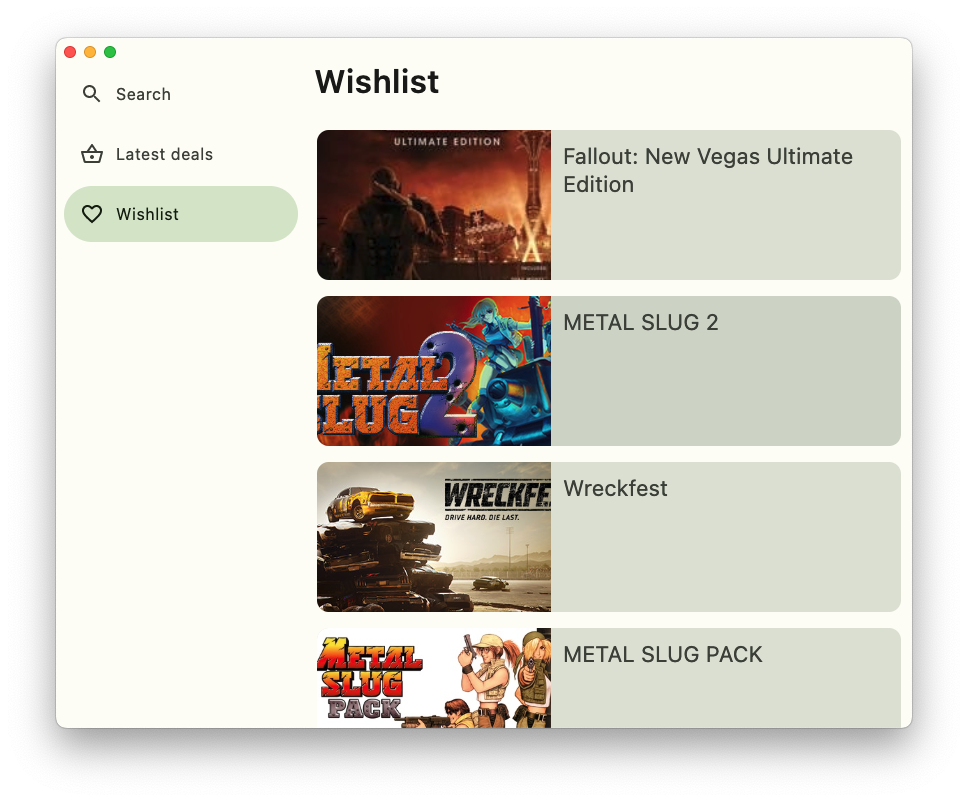 Search
Latest deals
Wishlist
Wishlist
ULTIMATE EDITION
Fallout: New Vegas Ultimate
Edition
METAL
SLUG 2
METAL SLUG 2
WRECKFE
DRIVE HARD. DIE LAST.
Wreckfest
METAL
SLUG
PACK
METAL SLUG PACK